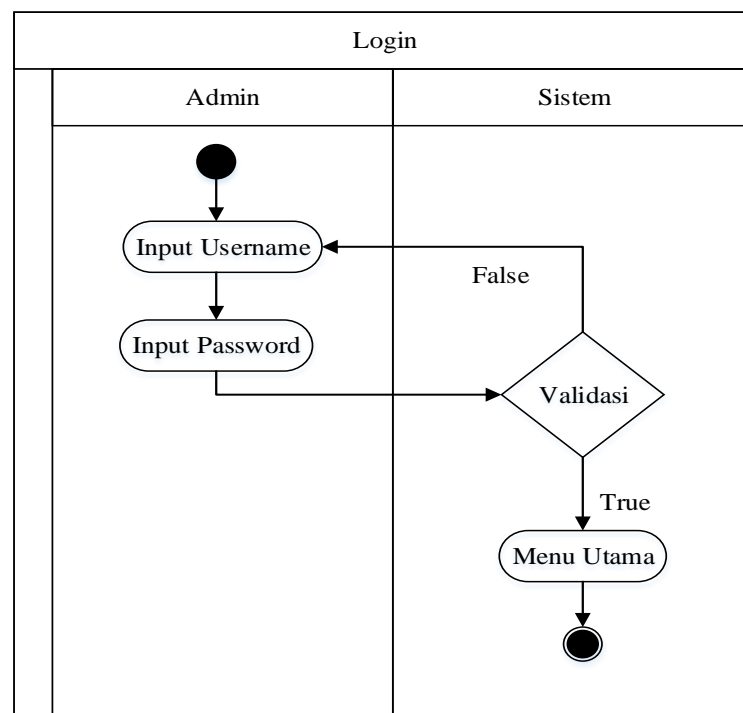 Login
Admin
Sistem
Input Username
False
Input Password
Validasi
True
Menu Utama